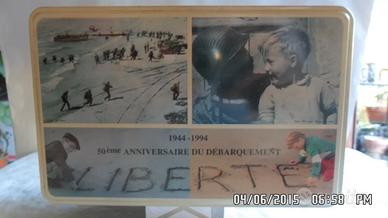 1944 - 1994
50ème ANNIVERSAIRE DU DÉBARQUEMENT
LIBERTE
04/06/2015 06:58 PM